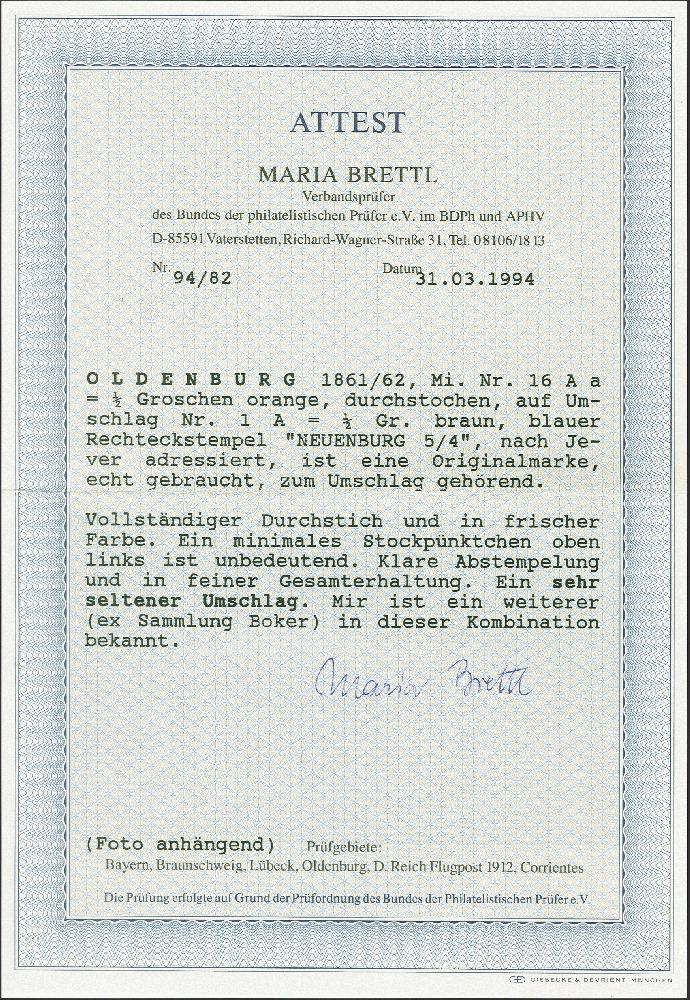 ATTEST
MARIA BRETTL
Verbandsprüfer
des Bundes der philatelistischen Prüfer e.V. im BDPh und APHV
D-85591 Vaterstetten, Richard-Wagner-Straße 31, Tel. 08106/1813
Nr. 94/82 Datum 31.03.1994
O L D E N B U R G 1861/62, Mi. Nr. 16 A a
= ½ Groschen orange, durchstochen, auf Um-
schlag Nr. 1 A = ½ Gr. braun, blauer
Rechteckstempel "NEUENBURG 5/4", nach Je-
ver adressiert, ist eine Originalmarke,
echt gebraucht, zum Umschlag gehörend.
Vollständiger Durchstich und in frischer
Farbe. Ein minimales Stockpünktchen oben
links ist unbedeutend. Klare Abstempelung
und in feiner Gesamterhaltung. Ein sehr
seltener Umschlag. Mir ist ein weiterer
(ex Sammlung Boker) in dieser Kombination
bekannt.
Maria Brettl
(Foto anhängend) Prüfgebiete:
Bayern, Braunschweig, Lübeck, Oldenburg, D. Reich Flugpost 1912, Corrientes
Die Prüfung erfolgte auf Grund der Prüfordnung des Bundes der Philatelistischen Prüfer e.V.
GIESECKE & DEVRIENT MÜNCHEN